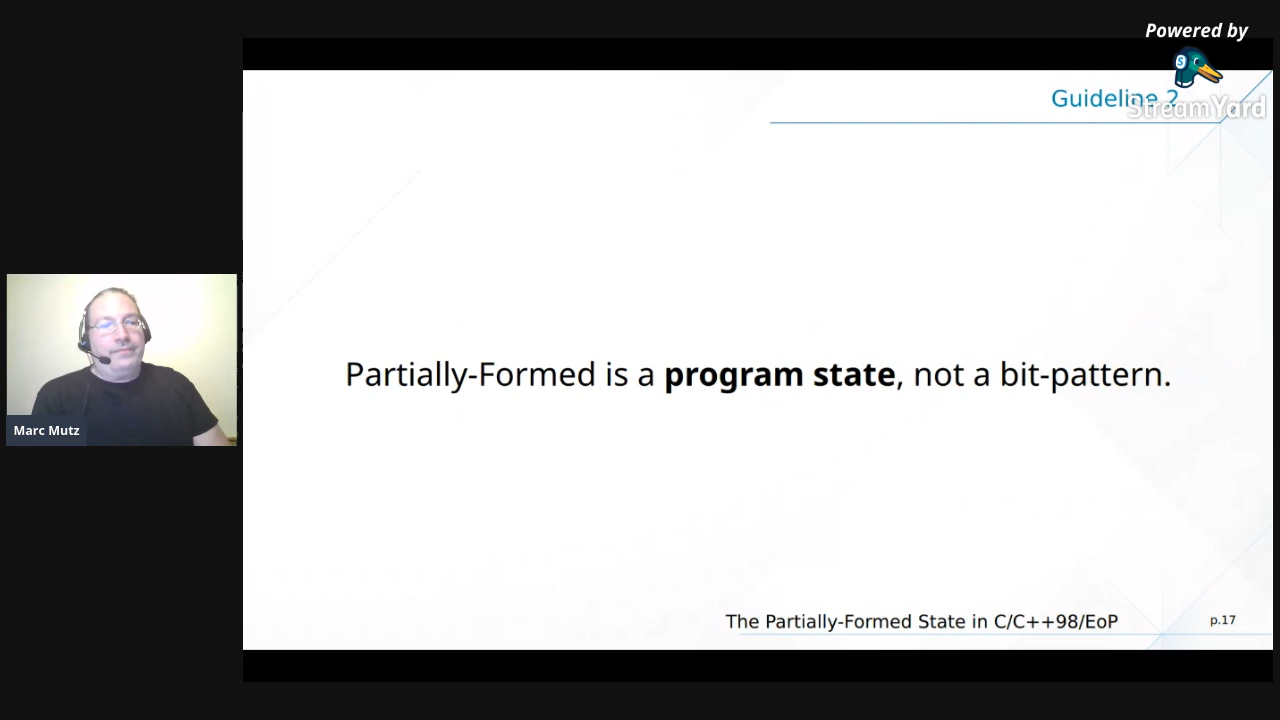 Powered by
StreamYard
Guideline 2
Partially-Formed is a program state, not a bit-pattern.
Marc Mutz
The Partially-Formed State in C/C++98/EoP
p.17